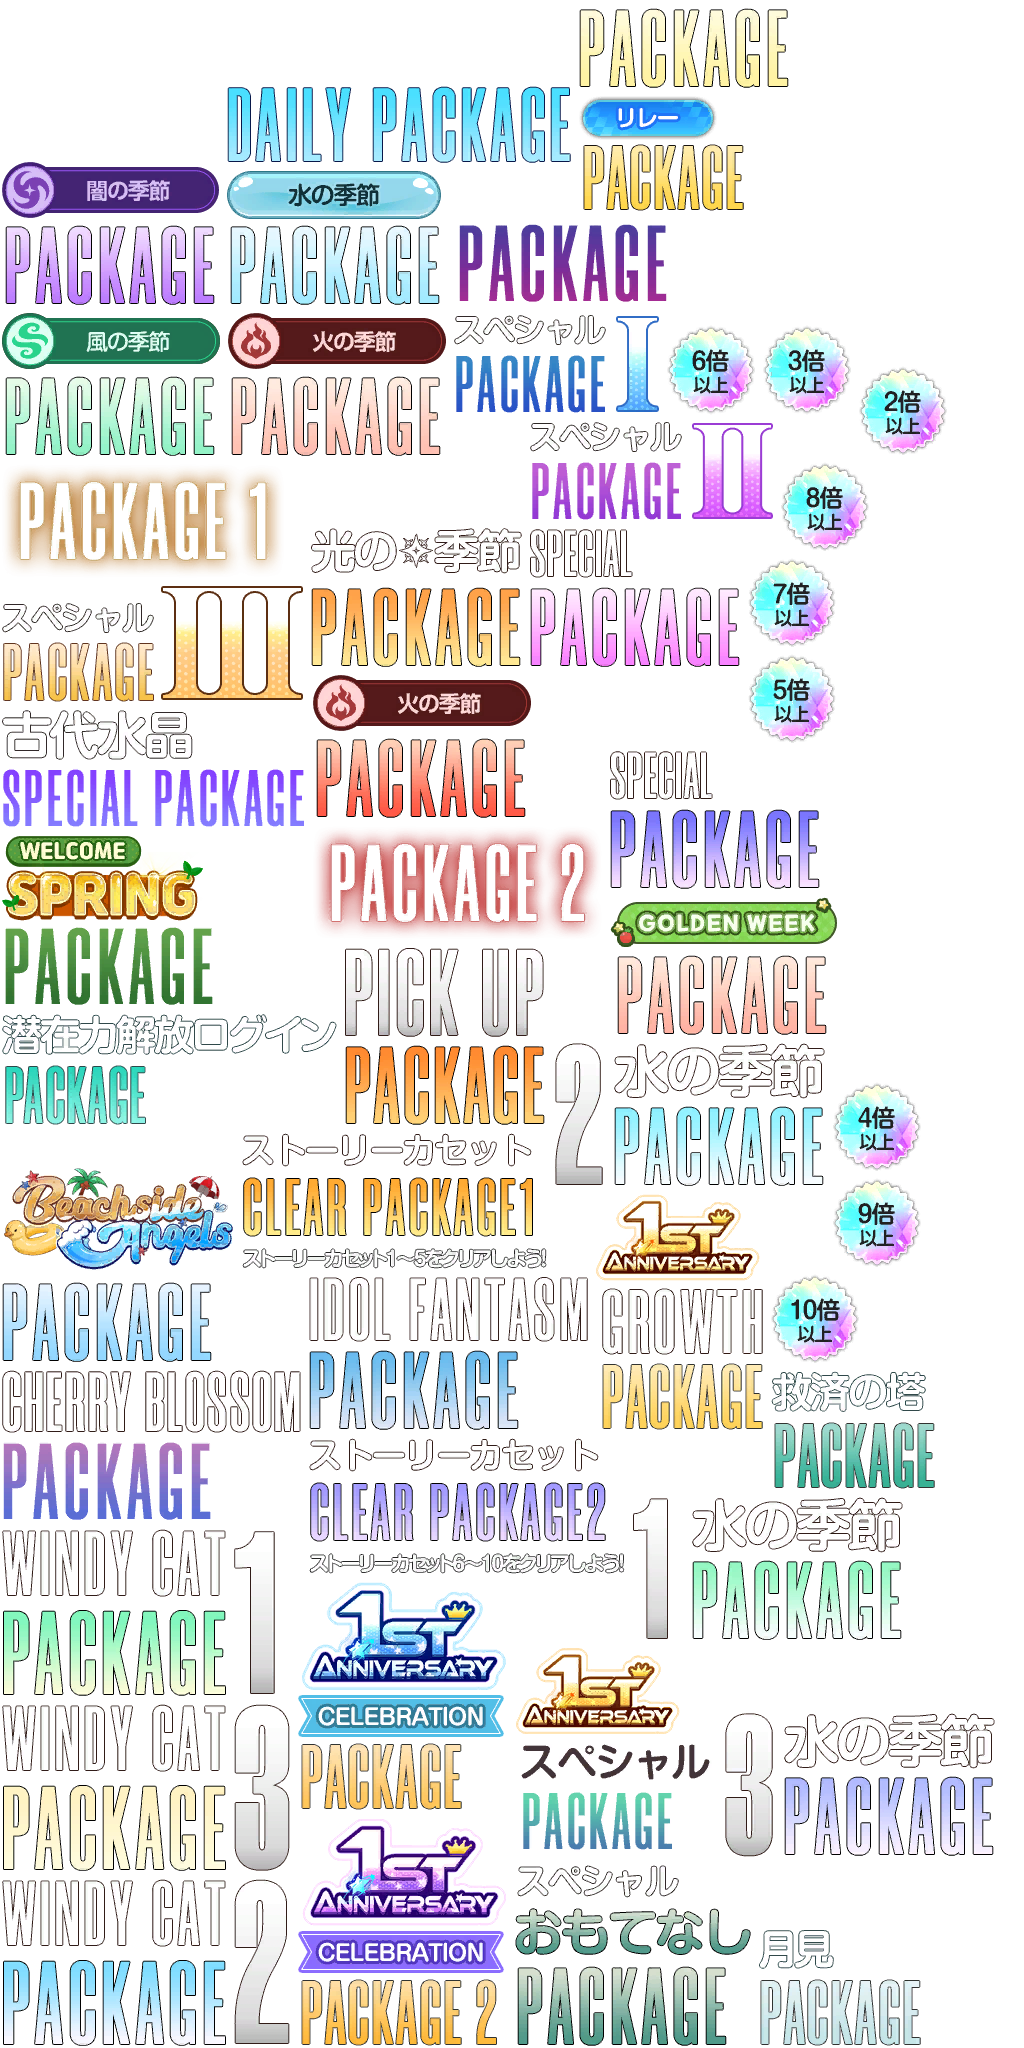 PACKAGE
DAILY PACKAGE
リレー
PACKAGE
闇の季節
PACKAGE
水の季節
PACKAGE
PACKAGE
風の季節
PACKAGE
火の季節
PACKAGE
スペシャル
PACKAGE I
6倍
以上
3倍
以上
2倍
以上
スペシャル
PACKAGE II
8倍
以上
PACKAGE 1
光の季節
PACKAGE
SPECIAL
PACKAGE
7倍
以上
スペシャル
PACKAGE III
5倍
以上
火の季節
PACKAGE
古代水晶
SPECIAL PACKAGE
SPECIAL
PACKAGE
WELCOME
SPRING
PACKAGE
PACKAGE 2
GOLDEN WEEK
PACKAGE
PICK UP
PACKAGE
潜在力解放ログイン
PACKAGE
2
水の季節
PACKAGE
4倍
以上
ストーリーカセット
CLEAR PACKAGE1
ストーリーカセット1～5をクリアしよう!
Beachside
Angels
PACKAGE
9倍
以上
1ST
ANNIVERSARY
GROWTH
PACKAGE
10倍
以上
IDOL FANTASM
PACKAGE
CHERRY BLOSSOM
PACKAGE
救済の塔
PACKAGE
ストーリーカセット
CLEAR PACKAGE2
ストーリーカセット6～10をクリアしよう!
1
水の季節
PACKAGE
WINDY CAT
PACKAGE
1
1ST
ANNIVERSARY
CELEBRATION
PACKAGE
1ST
ANNIVERSARY
スペシャル
PACKAGE
3
水の季節
PACKAGE
WINDY CAT
PACKAGE
3
1ST
ANNIVERSARY
CELEBRATION
PACKAGE 2
スペシャル
おもてなし
PACKAGE
月見
PACKAGE
WINDY CAT
PACKAGE
2